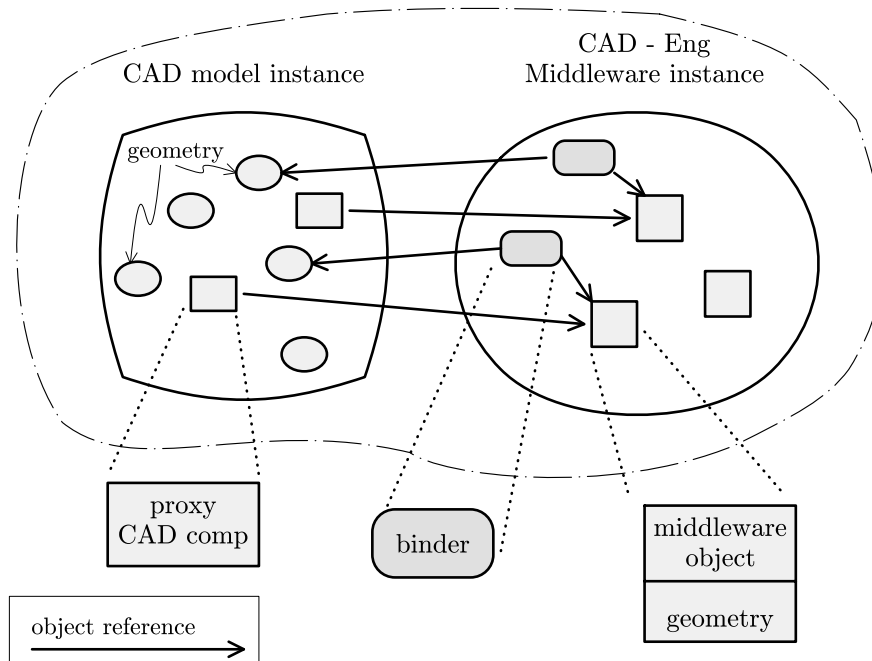 CAD - Eng
CAD model instance
Middleware instance
geometry
proxy
CAD comp
binder
middleware
object
geometry
object reference